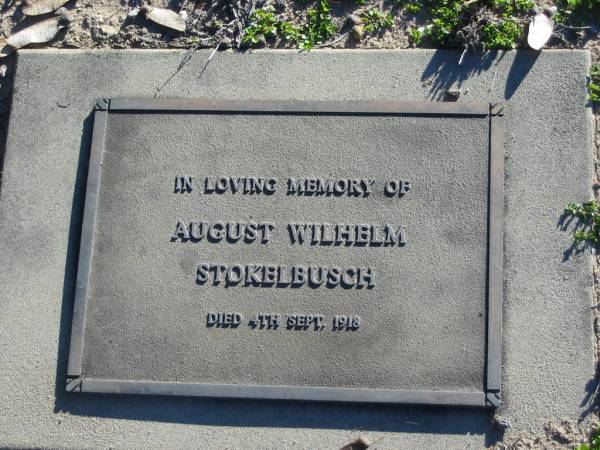 IN LOVING MEMORY OF
AUGUST WILHELM
STOKELBUSCH
DIED 4TH SEPT. 1918